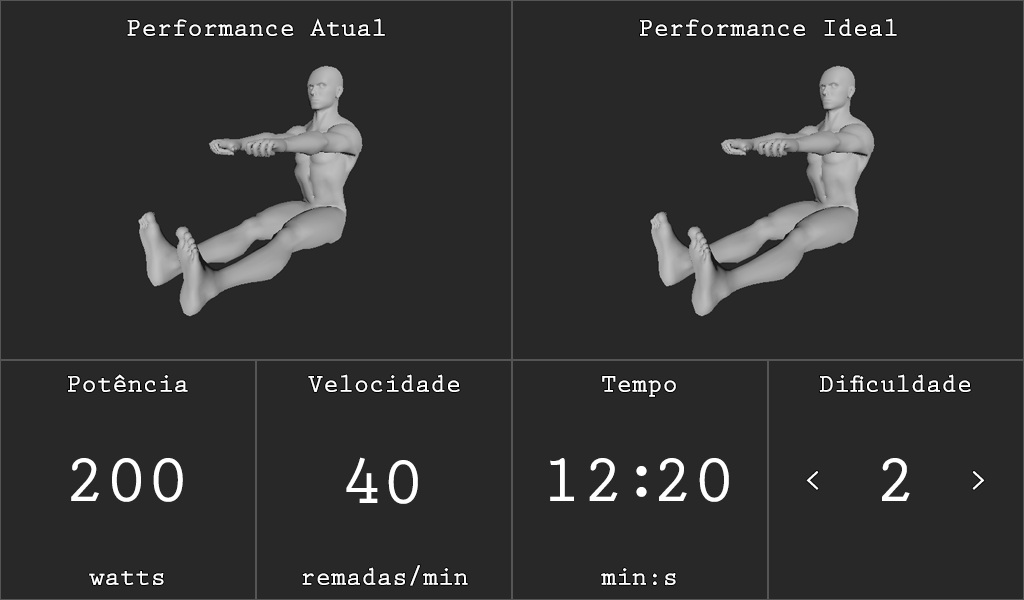 Performance Atual
Performance Ideal
Potência
Velocidade
Tempo
Dificuldade
200
40
12:20
< 2 >
watts
remadas/min
min:s